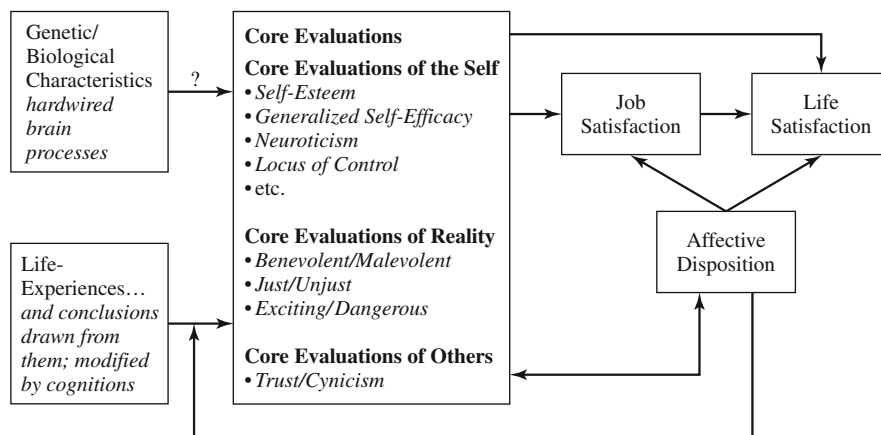 Genetic/
Biological
Characteristics
hardwired
brain
processes
?
Life-
Experiences…
and conclusions
drawn from
them; modified
by cognitions
Core Evaluations
Core Evaluations of the Self
• Self-Esteem
• Generalized Self-Efficacy
• Neuroticism
• Locus of Control
• etc.
Core Evaluations of Reality
• Benevolent/Malevolent
• Just/Unjust
• Exciting/Dangerous
Core Evaluations of Others
• Trust/Cynicism
Job
Satisfaction
Life
Satisfaction
Affective
Disposition